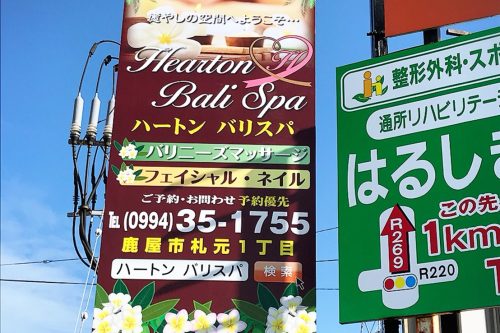 癒やしの空間へようこそ…
Hearton
H
Bali Spa
ハートン バリスパ
バリニーズマッサージ
フェイシャル・ネイル
ご予約・お問わせ 予約優先
TEL (0994)35-1755
鹿屋市札元1丁目
ハートン バリスパ 検索
整形外科・スポ
通所リハビリテー
はるし
この先
1km
R269
R220